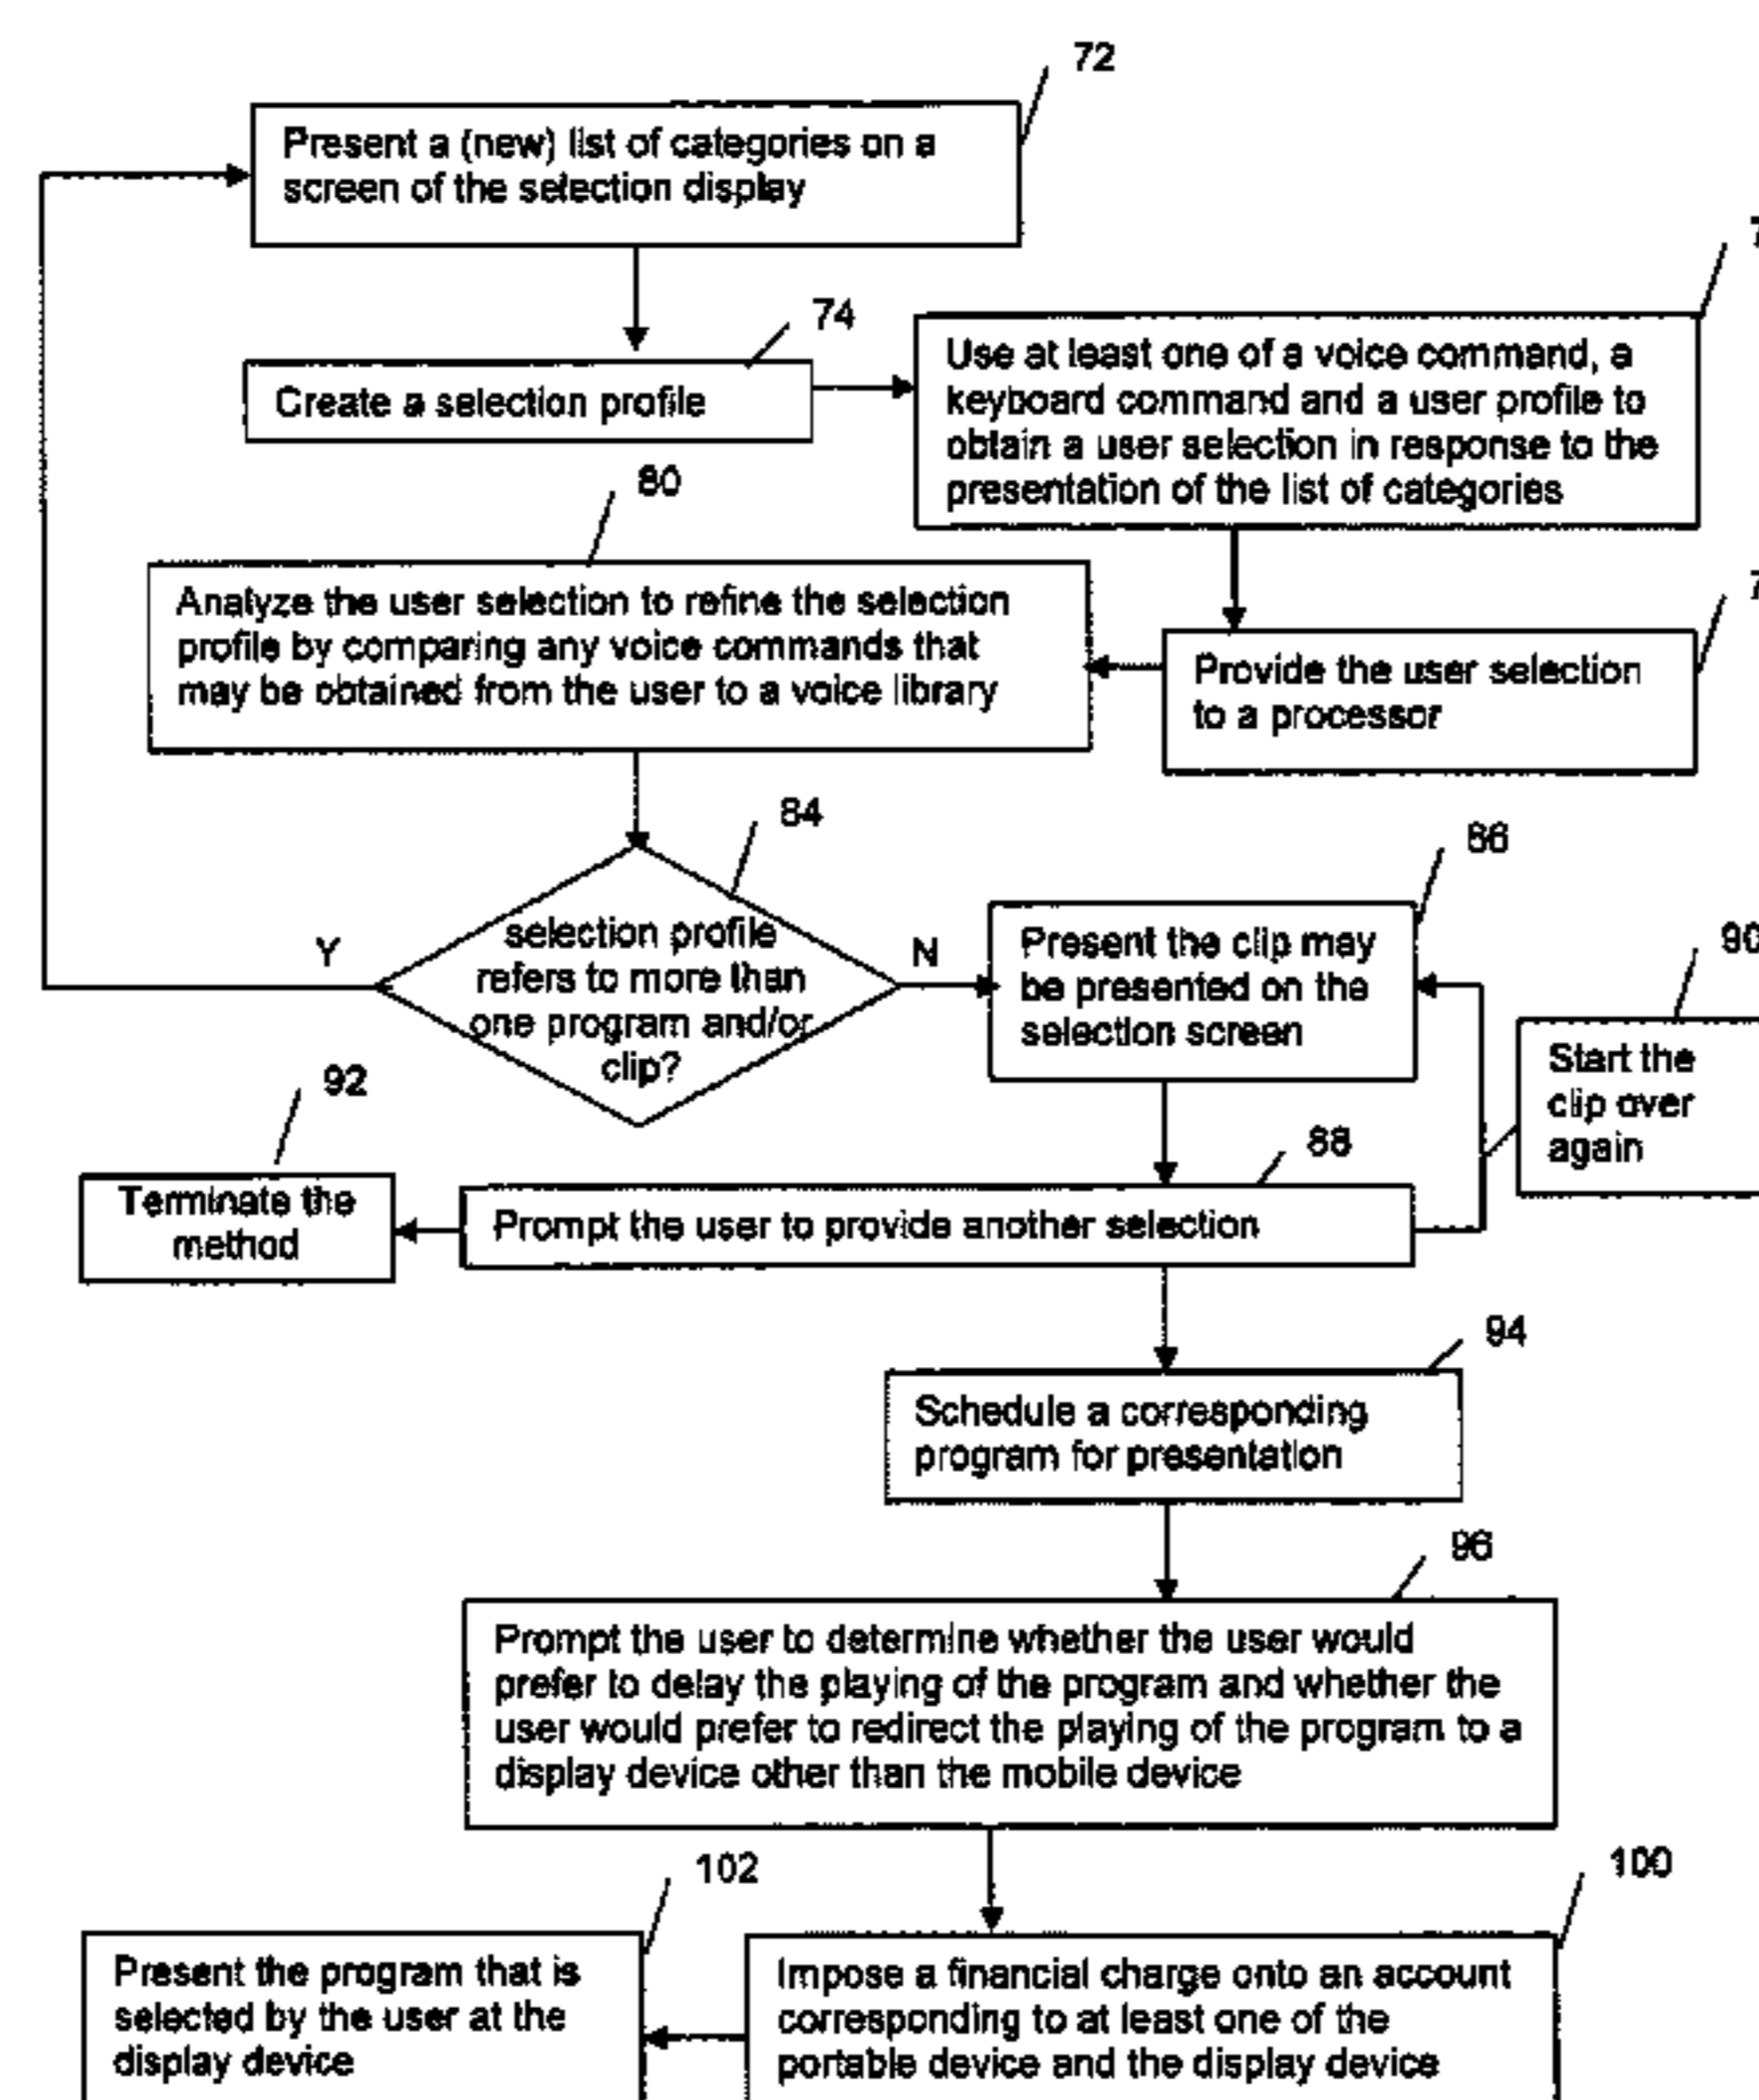 72
Present a (new) list of categories on a
screen of the selection display
74
Create a selection profile
7
Use at least one of a voice command, a
keyboard command and a user profile to
obtain a user selection in response to the
presentation of the list of categories
80
Analyze the user selection to refine the selection
profile by comparing any voice commands that
may be obtained from the user to a voice library
7
Provide the user selection
to a processor
84
selection profile
refers to more than
one program and/or
clip?
Y
N
86
Present the clip may
be presented on the
selection screen
90
Start the
clip over
again
92
Terminate the
method
88
Prompt the user to provide another selection
94
Schedule a corresponding
program for presentation
96
Prompt the user to determine whether the user would
prefer to delay the playing of the program and whether the
user would prefer to redirect the playing of the program to a
display device other than the mobile device
102
Present the program that is
selected by the user at the
display device
100
Impose a financial charge onto an account
corresponding to at least one of the
portable device and the display device